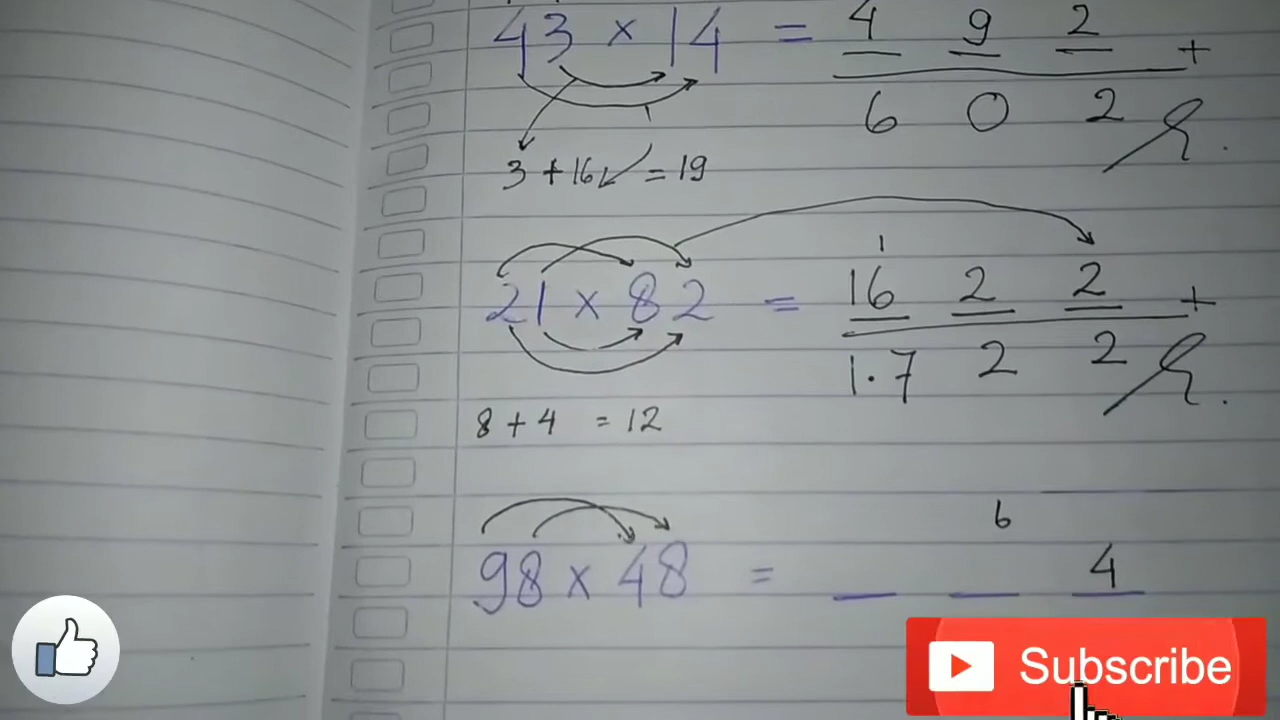 43 × 14 = 4 9 2 +
6 0 2
3 + 16 = 19
1
21 × 82 = 16 2 2 +
1.7 2 2
8 + 4 = 12
6
98 × 48 = _ _ 4
Subscribe